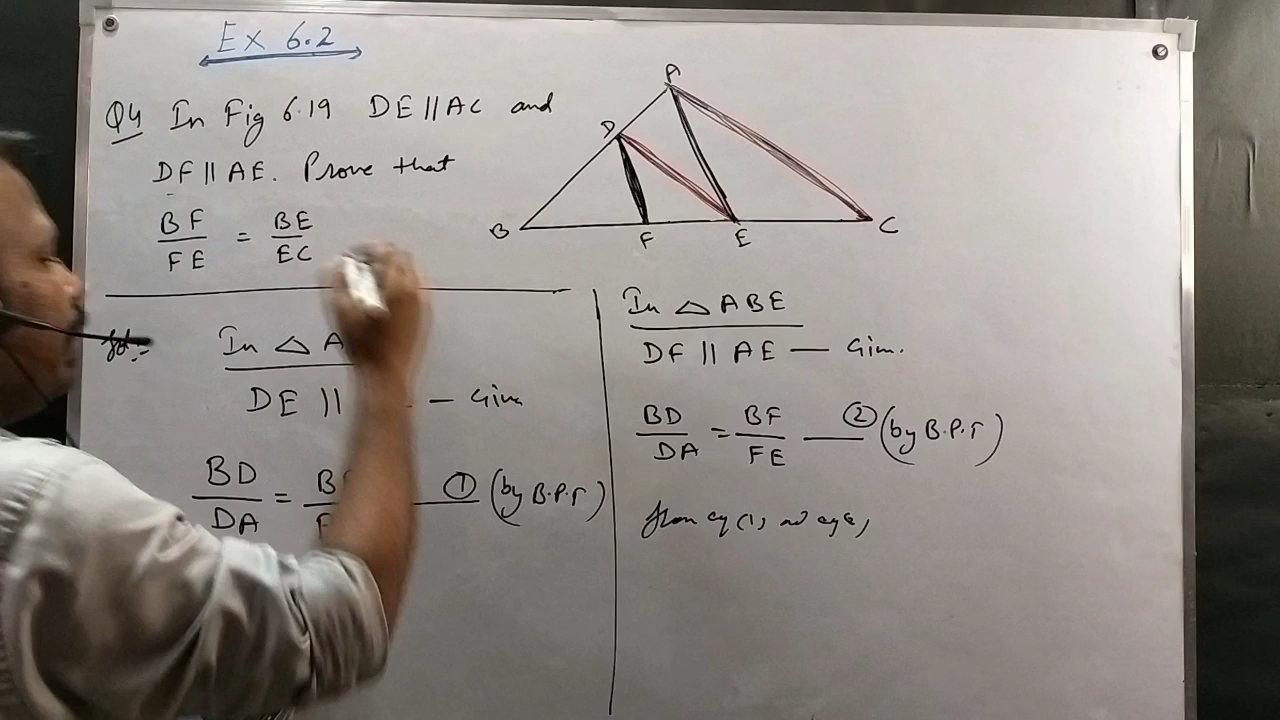 Ex 6.2
Q4 In Fig 6.19 DE || AC and
DF || AE. Prove that
BF/FE = BE/EC
A
D
B
F
E
C
Sol:-
In △ A
DE || — Given
BD/DA = ① (by B.P.T)
In △ ABE
DF || AE — Given.
BD/DA = BF/FE — ② (by B.P.T)
from eq (1) and eq